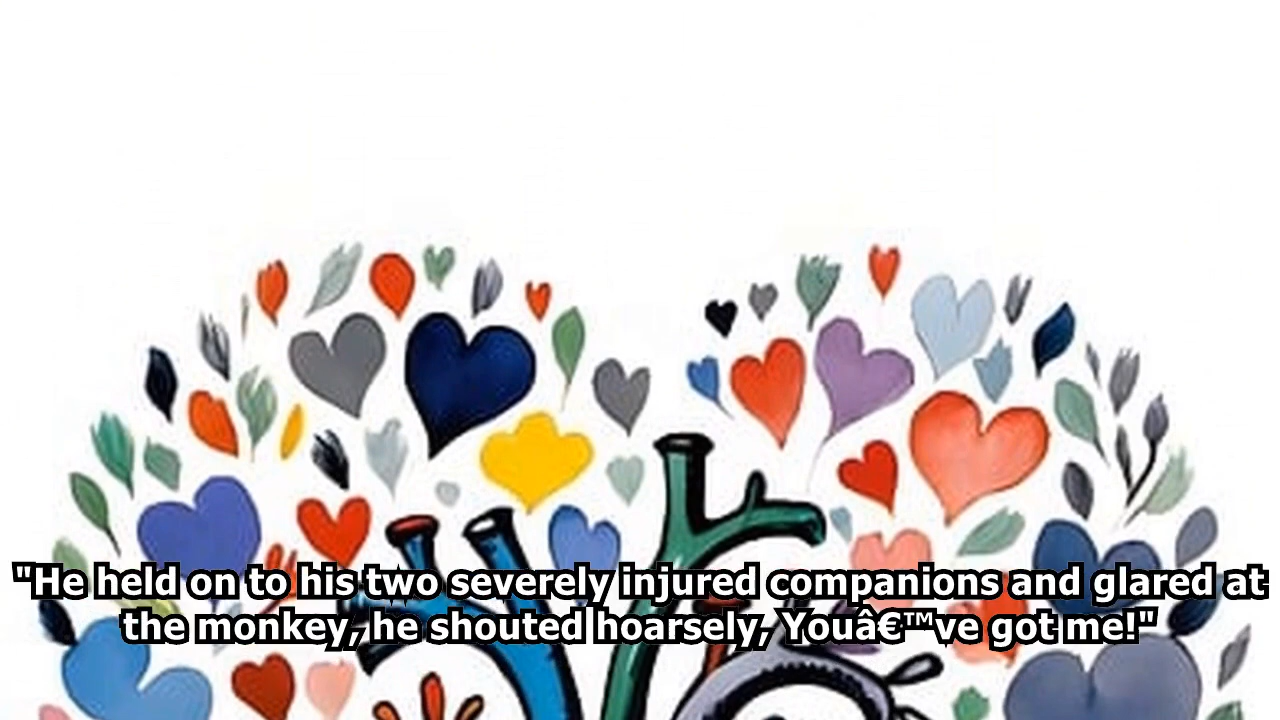 "He held on to his two severely injured companions and glared at
the monkey, he shouted hoarsely, Youâ€™ve got me!"